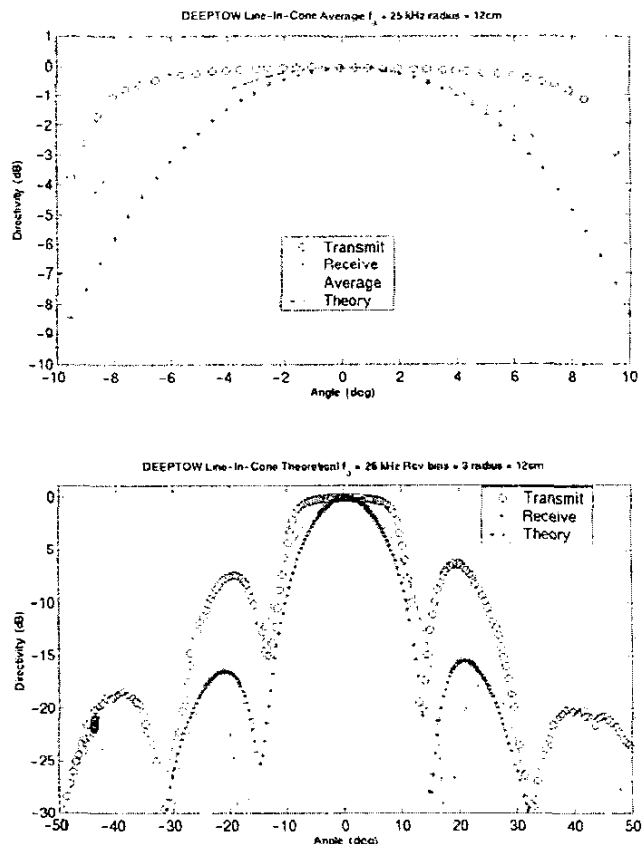 DEEPTOW Line-In-Cone Average f₃ = 25 kHz radius = 12cm
1
0
−1
−2
−3
−4
−5
−6
−7
−8
−9
−10
Directivity (dB)
Transmit
Receive
Average
Theory
−10 −8 −6 −4 −2 0 2 4 6 8 10
Angle (deg)
DEEPTOW Line-In-Cone Theoretical = 25 kHz Rcv bins = 3 radius = 12cm
0
5
−10
−15
−20
−25
−30
Directivity (dB)
Transmit
Receive
Theory
−50 −40 −30 −20 −10 0 10 20 30 40 50
Angle (deg)